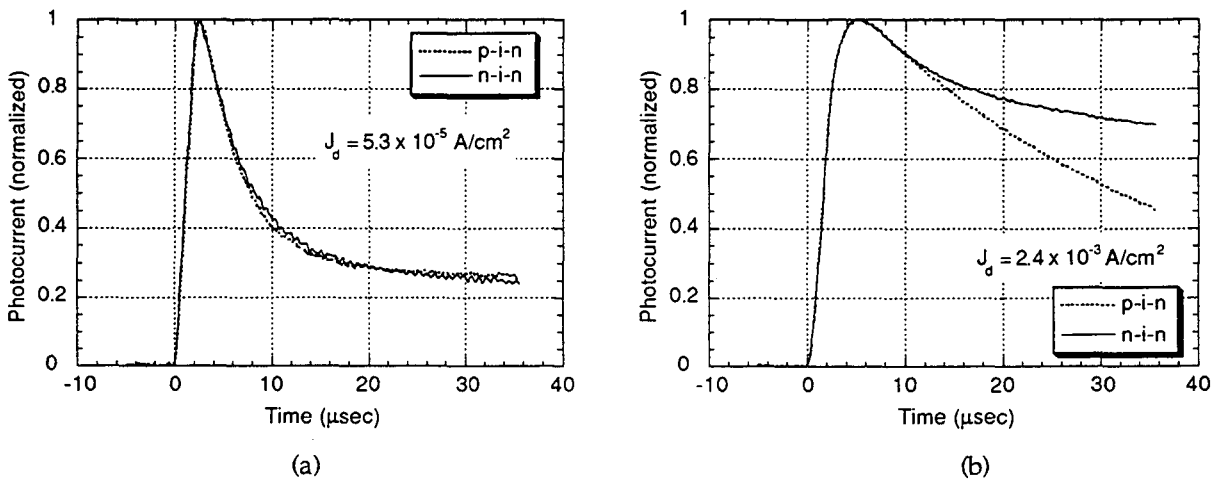 Photocurrent (normalized)
1
0.8
0.6
0.4
0.2
0
-10
0
10
20
30
40
Time (μsec)
p-i-n
n-i-n
J_d = 5.3 x 10^-5 A/cm^2
(a)
Photocurrent (normalized)
1
0.8
0.6
0.4
0.2
0
-10
0
10
20
30
40
Time (μsec)
J_d = 2.4 x 10^-3 A/cm^2
p-i-n
n-i-n
(b)